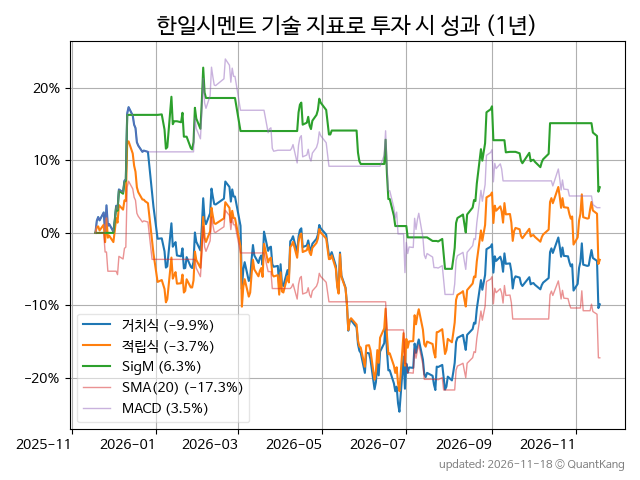 한일시멘트 기술 지표로 투자 시 성과 (1년)
20%
10%
0%
−10%
−20%
거치식 (−9.9%)
적립식 (−3.7%)
SigM (6.3%)
SMA(20) (−17.3%)
MACD (3.5%)
2025-11 2026-01 2026-03 2026-05 2026-07 2026-09 2026-11
updated: 2026-11-18 © QuantKang